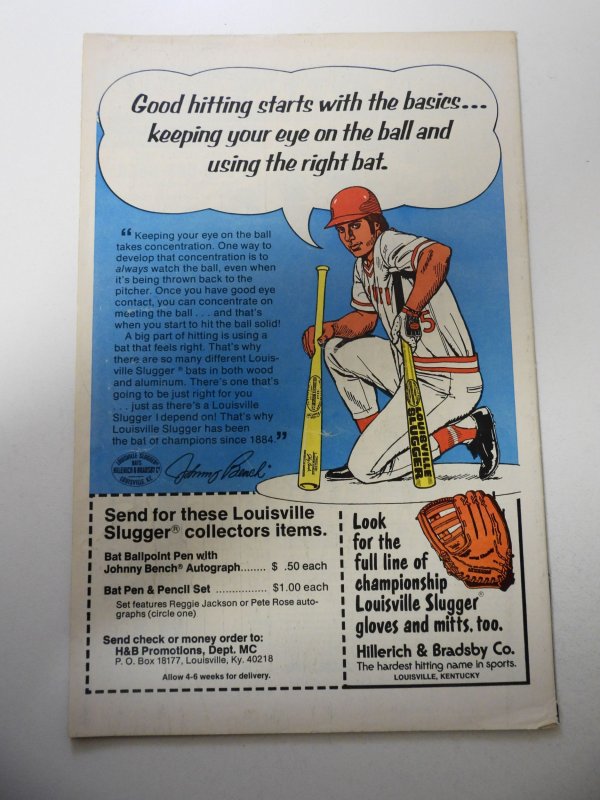 Good hitting starts with the basics...
keeping your eye on the ball and
using the right bat.
“ Keeping your eye on the ball
takes concentration. One way to
develop that concentration is to
always watch the ball, even when
it's being thrown back to the
pitcher. Once you have good eye
contact, you can concentrate on
meeting the ball . . . and that's
when you start to hit the ball solid!
A big part of hitting is using a
bat that feels right. That's why
there are so many different Louis-
ville Slugger® bats in both wood
and aluminum. There's one that's
going to be just right for you
. . . just as there's a Louisville
Slugger I depend on! That's why
Louisville Slugger has been
the bat of champions since 1884.”
LOUISVILLE SLUGGER
BATS
HILLERICH & BRADSBY Co
LOUISVILLE, KY.
Johnny Bench
5
LOUISVILLE
SLUGGER
Send for these Louisville
Slugger® collectors items.
Bat Ballpoint Pen with
Johnny Bench® Autograph....... $ .50 each
Bat Pen & Pencil Set ................ $1.00 each
Set features Reggie Jackson or Pete Rose auto-
graphs (circle one)
Send check or money order to:
H&B Promotions, Dept. MC
P. O. Box 18177, Louisville, Ky. 40218
Allow 4-6 weeks for delivery.
Look
for the
full line of
championship
Louisville Slugger®
gloves and mitts, too.
Hillerich & Bradsby Co.
The hardest hitting name in sports.
LOUISVILLE, KENTUCKY